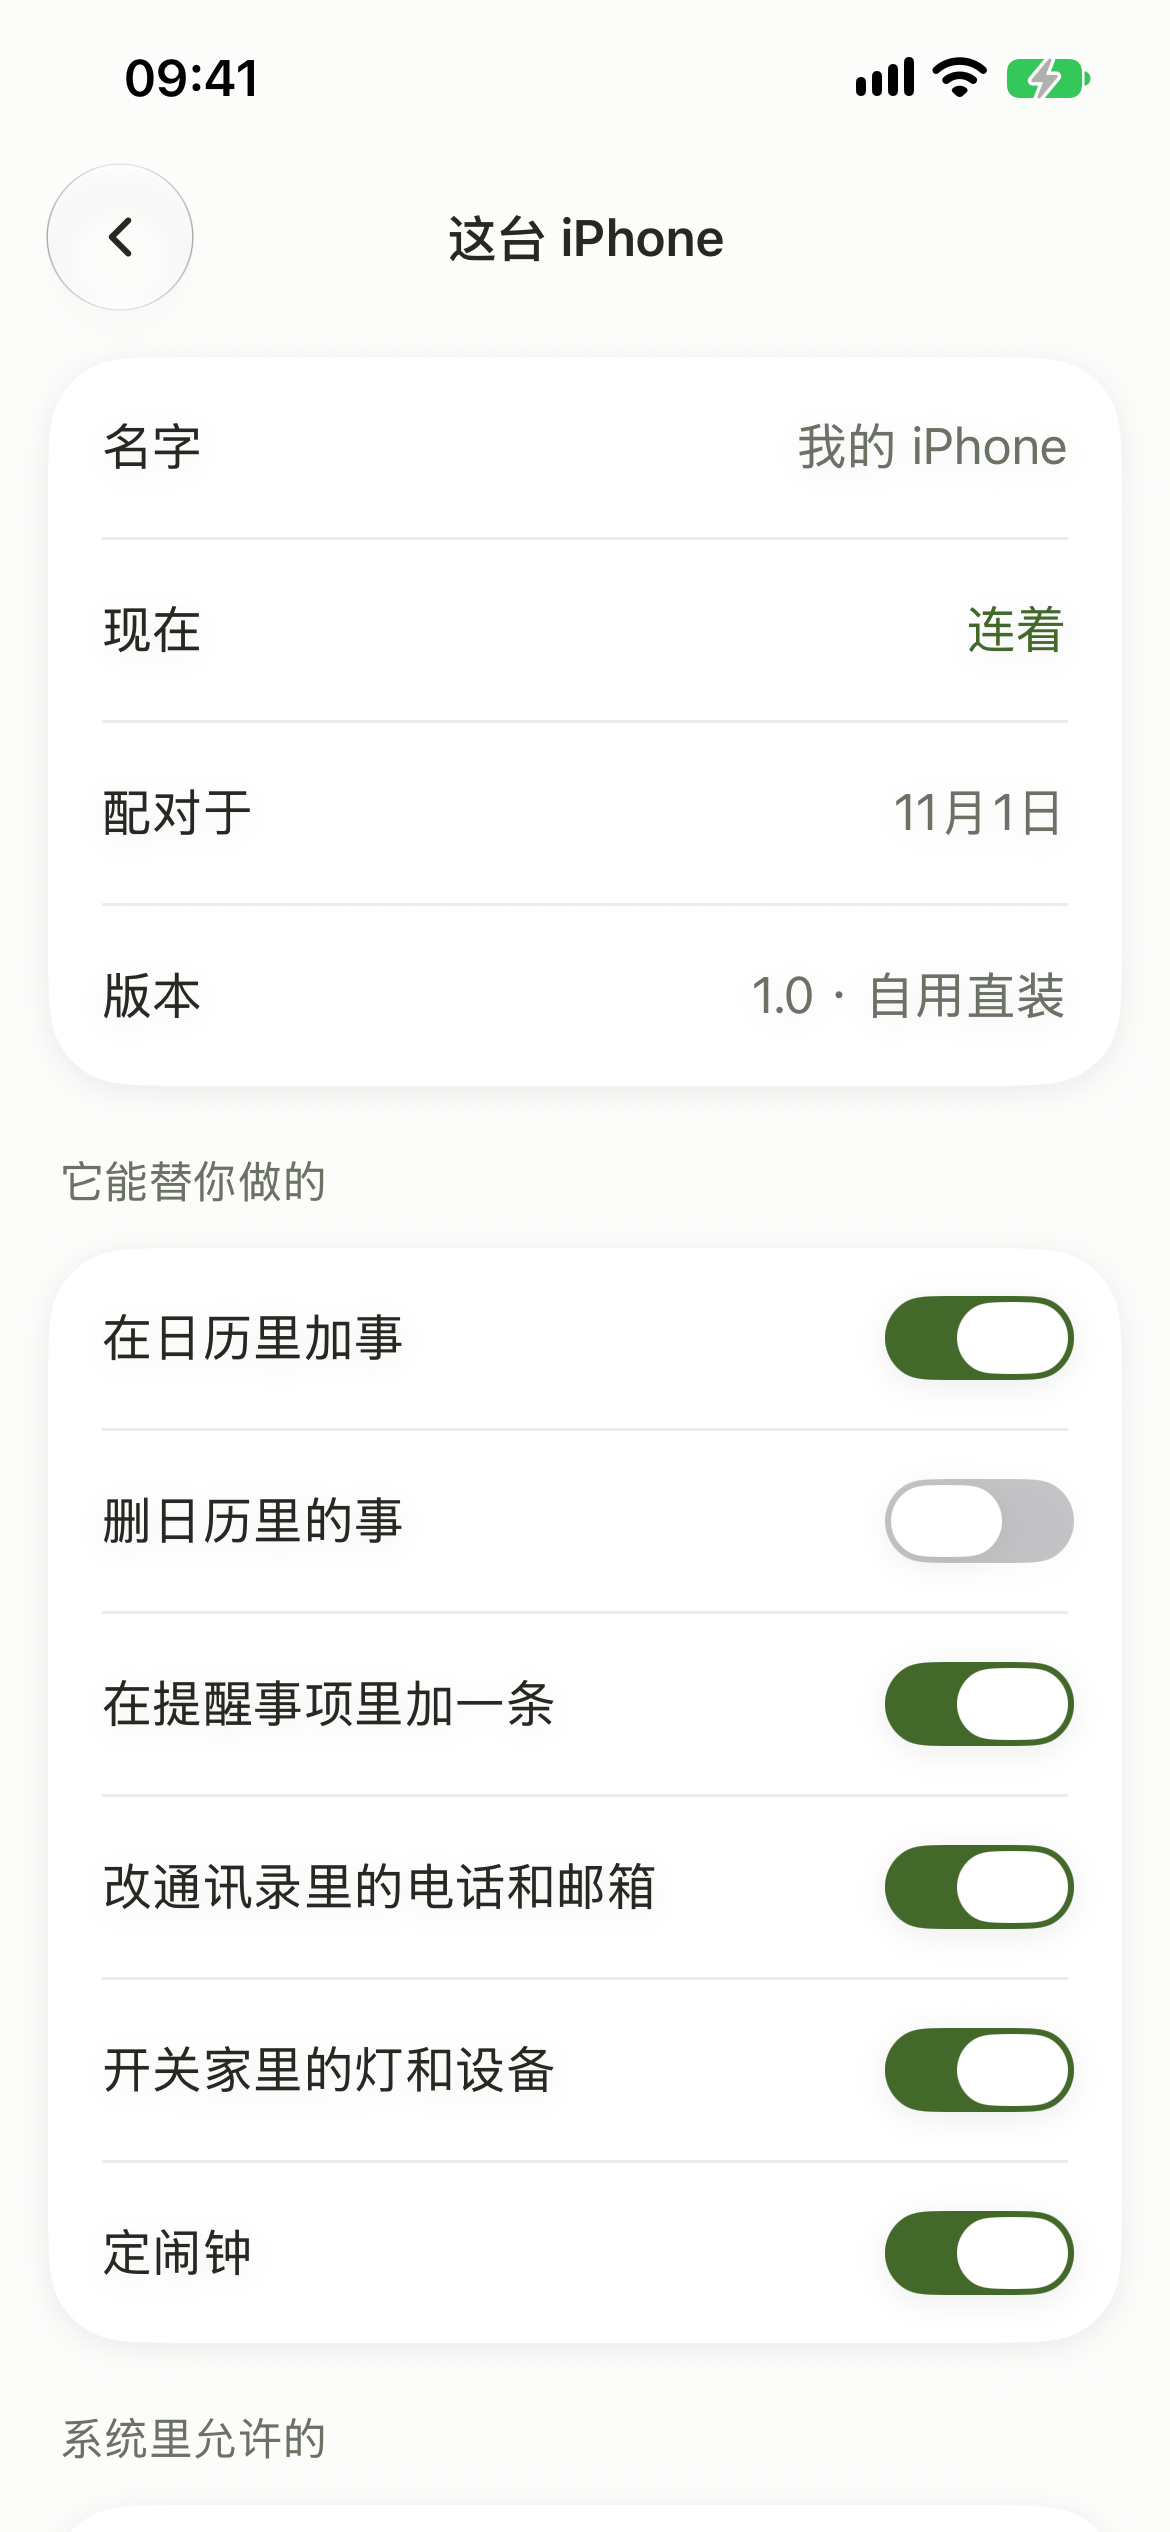 09:41
这台 iPhone
名字 我的 iPhone
现在 连着
配对于 11月1日
版本 1.0 · 自用直装
它能替你做的
在日历里加事
删日历里的事
在提醒事项里加一条
改通讯录里的电话和邮箱
开关家里的灯和设备
定闹钟
系统里允许的